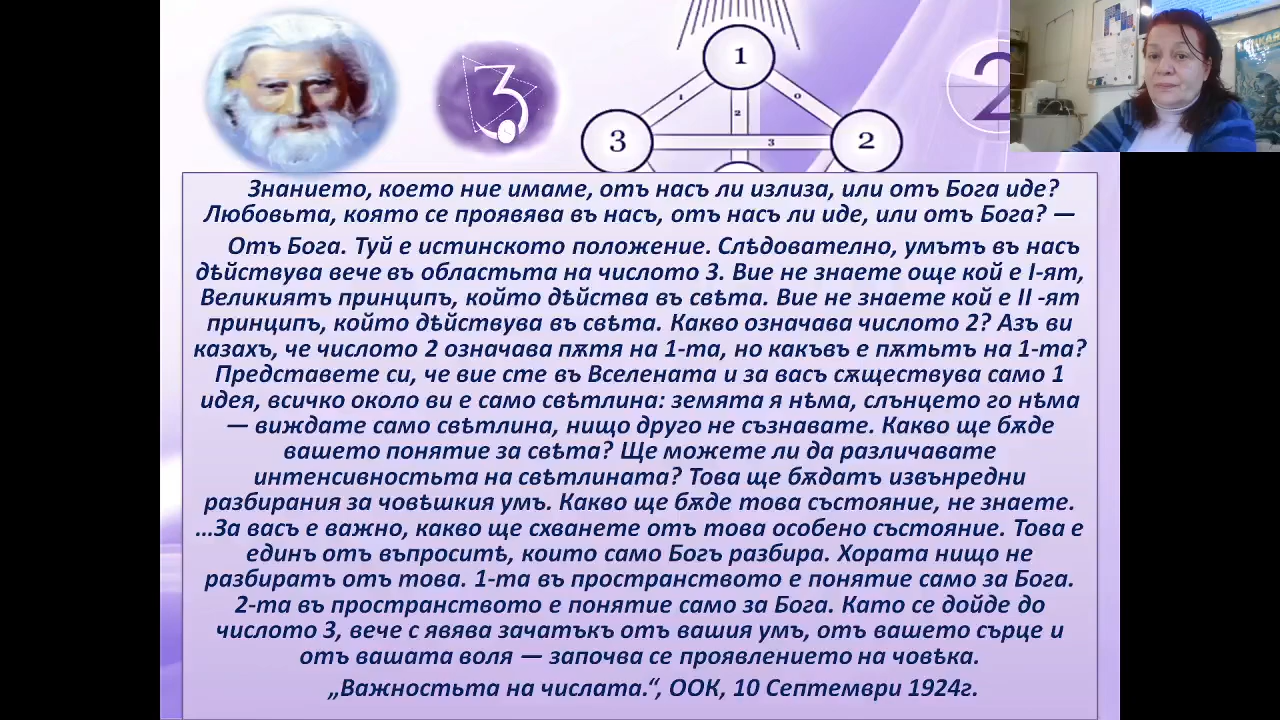 1
3
2
1
0
2
3
3
2
Знанието, което ние имаме, отъ насъ ли излиза, или отъ Бога иде?
Любовьта, която се проявява въ насъ, отъ насъ ли иде, или отъ Бога? —
Отъ Бога. Туй е истинското положение. Слѣдователно, умътъ въ насъ
дѣйствува вече въ областьта на числото 3. Вие не знаете още кой е I-ят,
Великиятъ принципъ, който дѣйства въ свѣта. Вие не знаете кой е II -ят
принципъ, който дѣйствува въ свѣта. Какво означава числото 2? Азъ ви
казахъ, че числото 2 означава пѫтя на 1-та, но какъвъ е пѫтьтъ на 1-та?
Представете си, че вие сте въ Вселената и за васъ сѫществува само 1
идея, всичко около ви е само свѣтлина: земята я нѣма, слънцето го нѣма
— виждате само свѣтлина, нищо друго не съзнавате. Какво ще бѫде
вашето понятие за свѣта? Ще можете ли да различавате
интенсивностьта на свѣтлината? Това ще бѫдатъ извънредни
разбирания за човѣшкия умъ. Какво ще бѫде това състояние, не знаете.
...За васъ е важно, какво ще схванете отъ това особено състояние. Това е
единъ отъ въпроситѣ, които само Богъ разбира. Хората нищо не
разбиратъ отъ това. 1-та въ пространството е понятие само за Бога.
2-та въ пространството е понятие само за Бога. Като се дойде до
числото 3, вече с явява зачатъкъ отъ вашия умъ, отъ вашето сърце и
отъ вашата воля — започва се проявлението на човѣка.
„Важностьта на числата.“, ООК, 10 Септември 1924г.